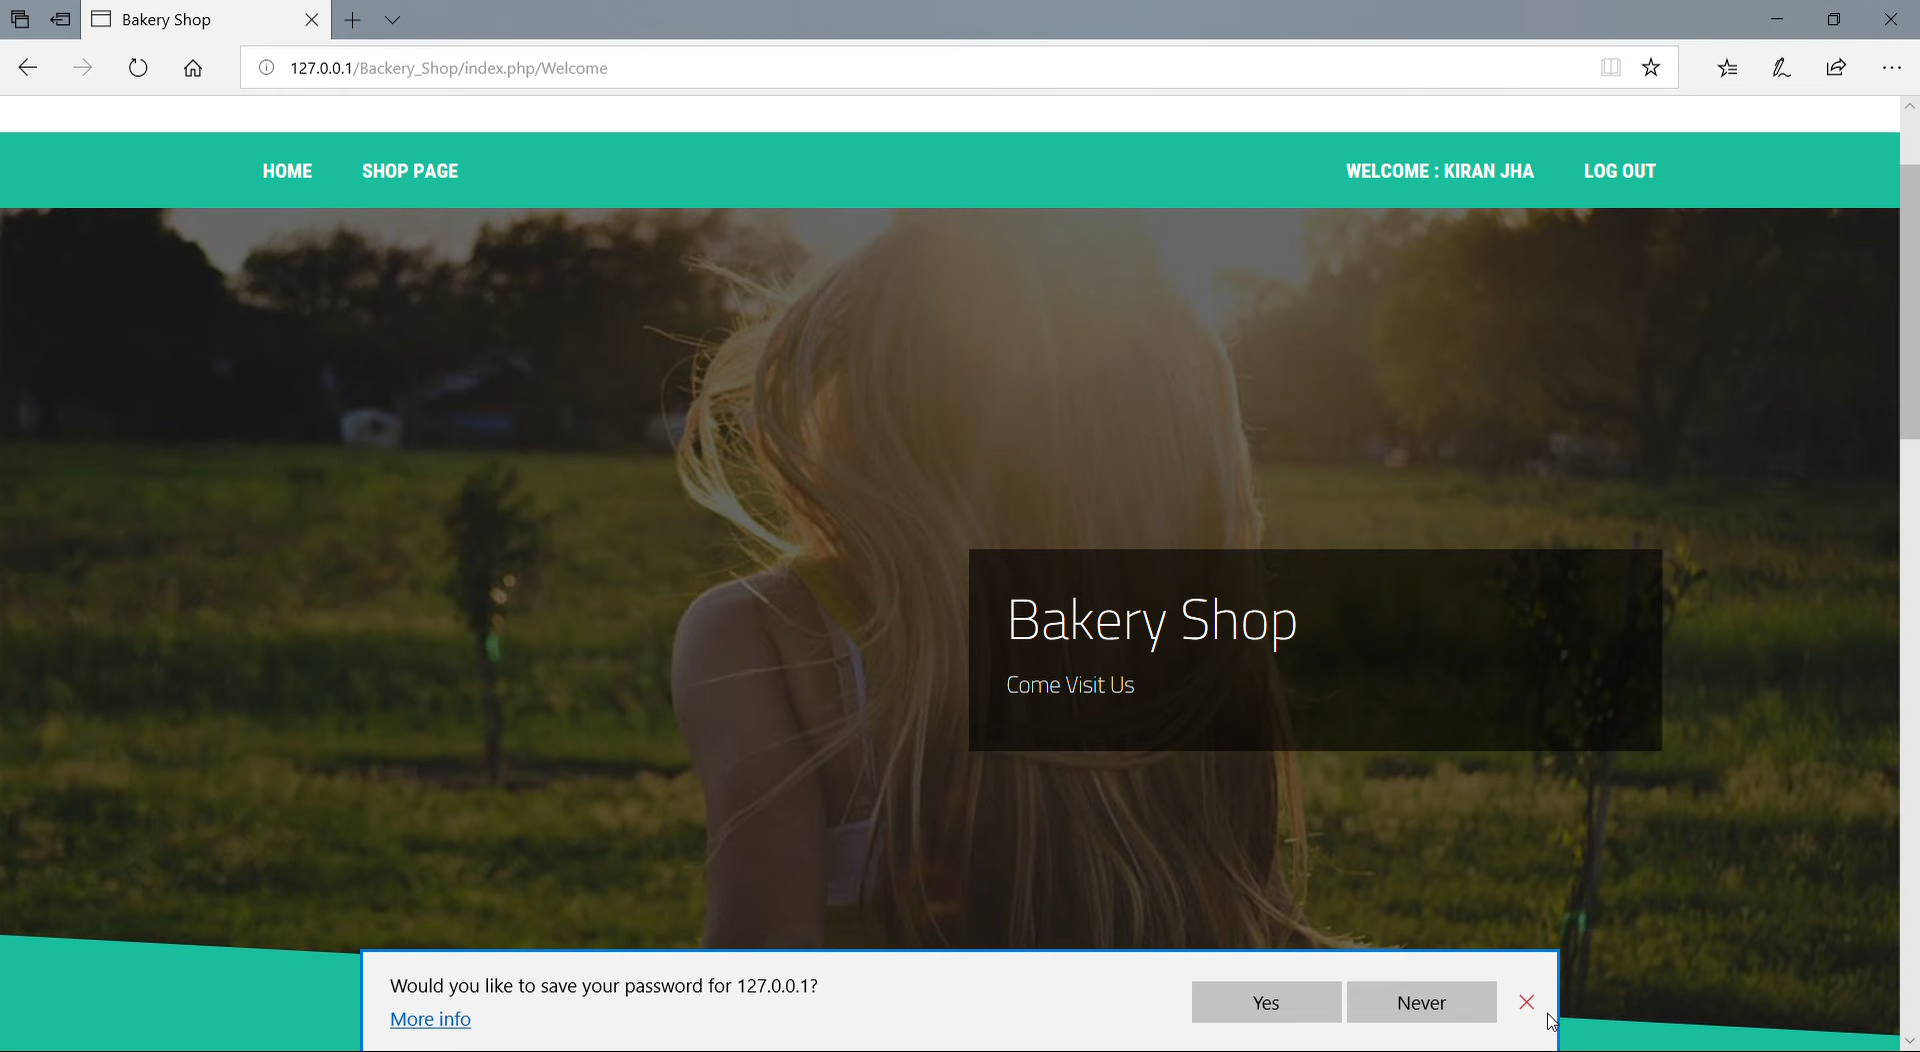 Bakery Shop
127.0.0.1/Backery_Shop/index.php/Welcome
HOME SHOP PAGE WELCOME : KIRAN JHA LOG OUT
Bakery Shop
Come Visit Us
Would you like to save your password for 127.0.0.1?
More info
Yes Never